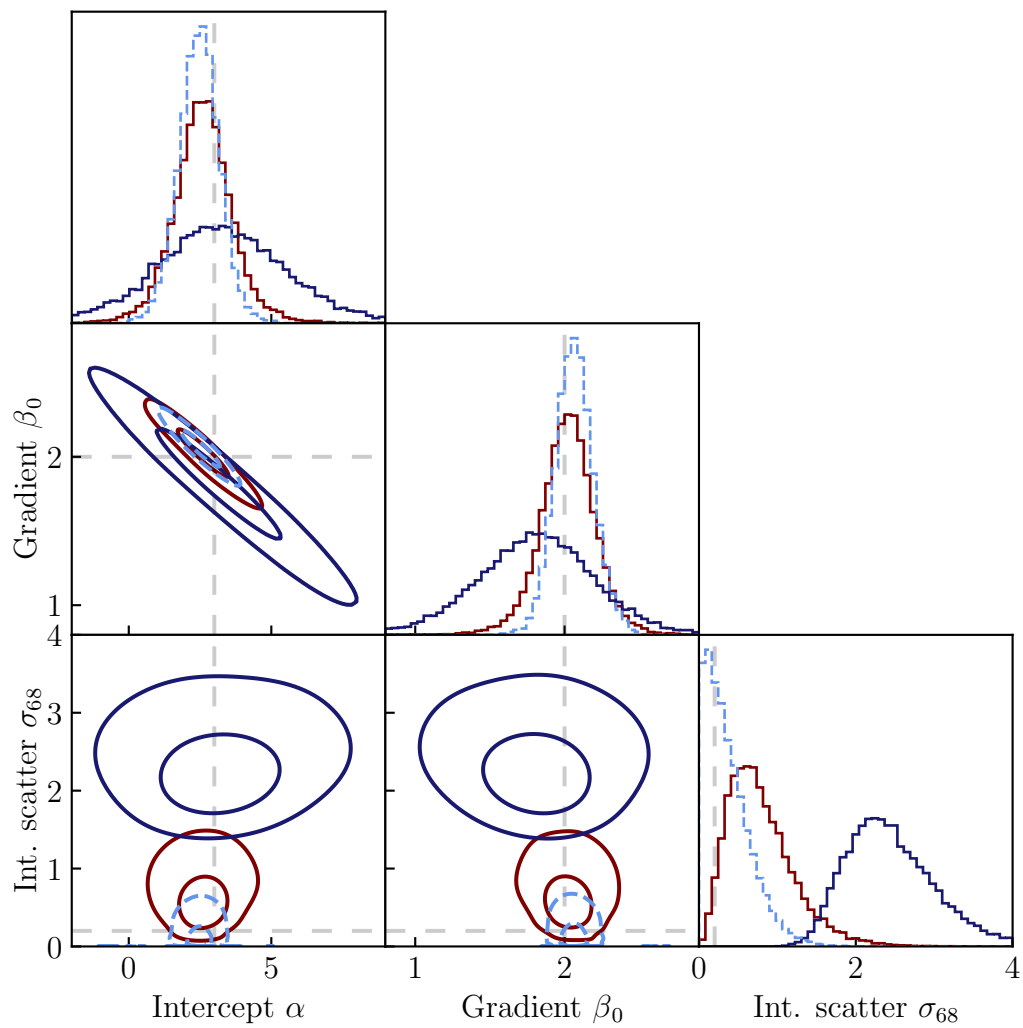 Gradient β₀
2
1
Int. scatter σ₆₈
4
3
2
1
0
0 5
1 2
0 2 4
Intercept α
Gradient β₀
Int. scatter σ₆₈